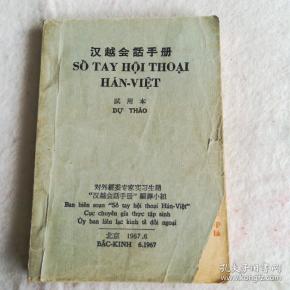 汉越会話手册
SỔ TAY HỘI THOẠI
HÁN-VIỆT
試用本
DỰ THẢO
对外經委专家实习生局
"汉越会話手册"編譯小組
Ban biên soạn "Sổ tay hội thoại Hán-Việt"
Cục chuyên gia thực tập sinh
Ủy ban liên lạc kinh tế đối ngoại
北京 1967.6
BẮC-KINH 6.1967